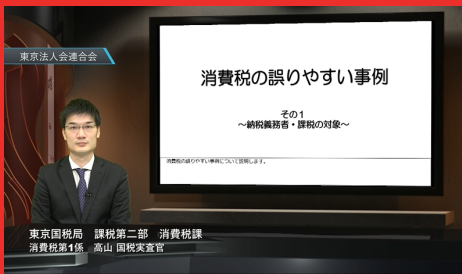 東京法人会連合会
消費税の誤りやすい事例
その1
～納税義務者・課税の対象～
消費税の誤りやすい事例について説明します。
東京国税局 課税第二部 消費税課
消費税第1係 高山 国税実査官